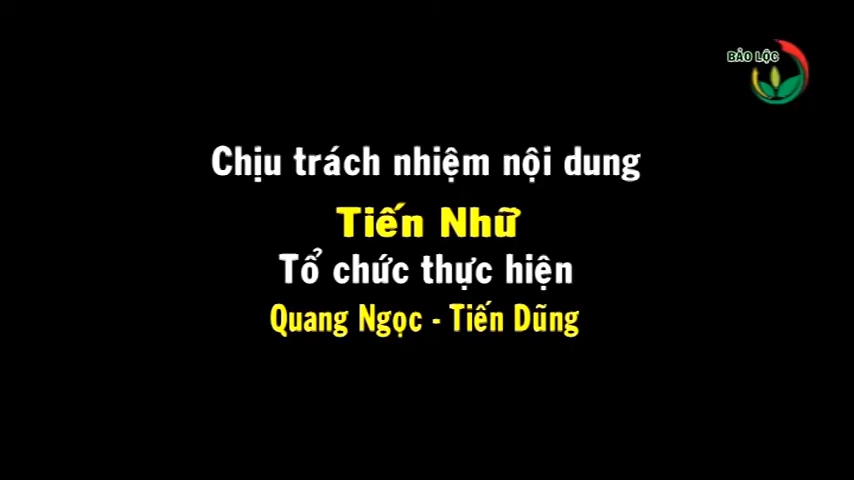 BẢO LỘC
Chịu trách nhiệm nội dung
Tiến Nhữ
Tổ chức thực hiện
Quang Ngọc - Tiến Dũng